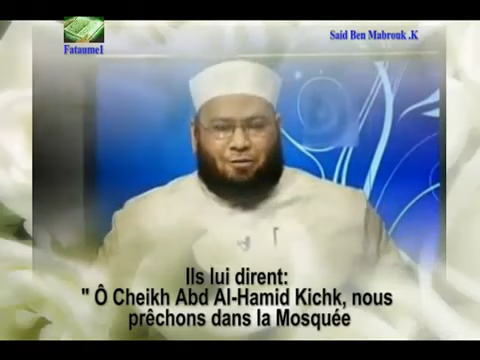 Fataume1
Said Ben Mabrouk .K
Ils lui dirent:
" Ô Cheikh Abd Al-Hamid Kichk, nous
prêchons dans la Mosquée